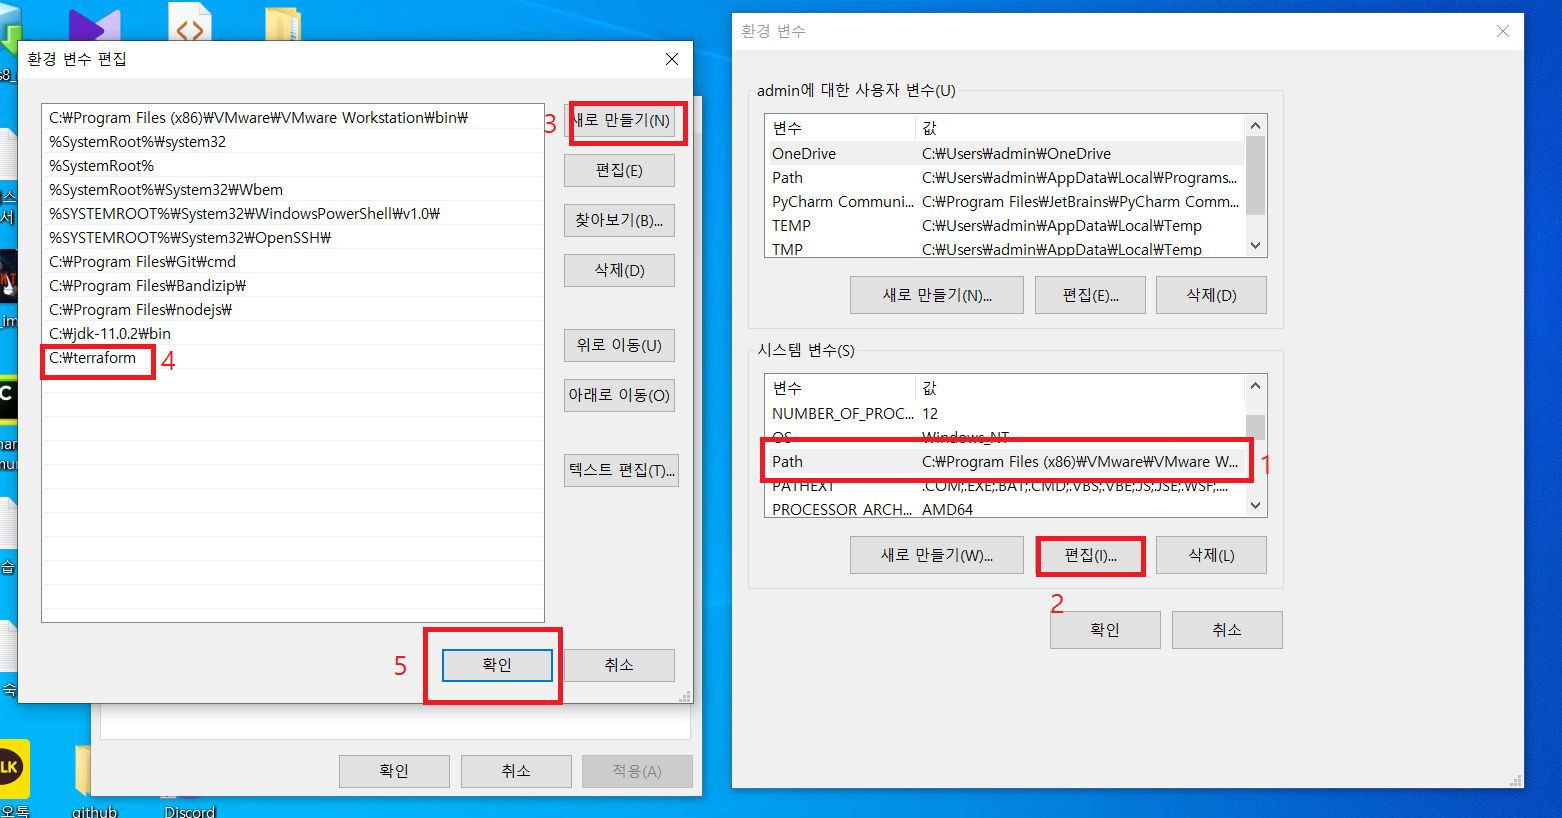 환경 변수 편집
C:₩Program Files (x86)₩VMware₩VMware Workstation₩bin₩
%SystemRoot%₩system32
%SystemRoot%
%SystemRoot%₩System32₩Wbem
%SYSTEMROOT%₩System32₩WindowsPowerShell₩v1.0₩
%SYSTEMROOT%₩System32₩OpenSSH₩
C:₩Program Files₩Git₩cmd
C:₩Program Files₩Bandizip₩
C:₩Program Files₩nodejs₩
C:₩jdk-11.0.2₩bin
C:₩terraform
4
3
새로 만들기(N)
편집(E)
찾아보기(B)...
삭제(D)
위로 이동(U)
아래로 이동(O)
텍스트 편집(T)...
5
확인
취소
확인
취소
적용(A)
github
Discord
환경 변수
admin에 대한 사용자 변수(U)
변수 값
OneDrive C:₩Users₩admin₩OneDrive
Path C:₩Users₩admin₩AppData₩Local₩Programs...
PyCharm Communi... C:₩Program Files₩JetBrains₩PyCharm Comm...
TEMP C:₩Users₩admin₩AppData₩Local₩Temp
TMP C:₩Users₩admin₩AppData₩Local₩Temp
새로 만들기(N)...
편집(E)...
삭제(D)
시스템 변수(S)
변수 값
NUMBER_OF_PROC... 12
OS Windows_NT
Path C:₩Program Files (x86)₩VMware₩VMware W...
1
PATHEXT .COM;.EXE;.BAT;.CMD;.VBS;.VBE;.JS;.JSE;.WSF;....
PROCESSOR_ARCH... AMD64
새로 만들기(W)...
편집(I)...
삭제(L)
2
확인
취소